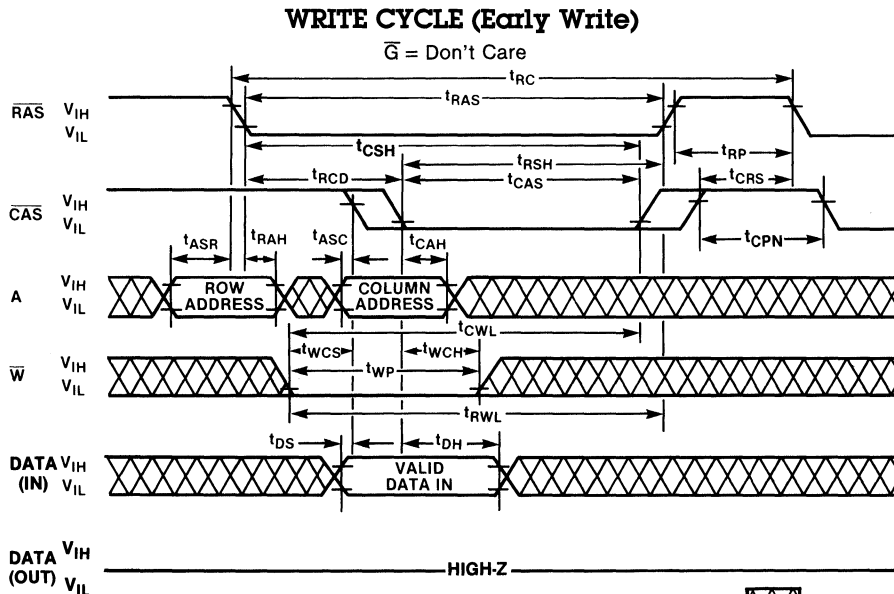 WRITE CYCLE (Early Write)
G̅ = Don't Care
tRC
R̅A̅S̅ VIH
VIL
tRAS
tCSH
tRP
tRSH
tRCD
tCAS
tCRS
C̅A̅S̅ VIH
VIL
tCPN
tASR
tRAH
tASC
tCAH
A VIH
VIL
ROW ADDRESS
COLUMN ADDRESS
tCWL
tWCS
tWCH
W̅ VIH
VIL
tWP
tRWL
tDS
tDH
DATA (IN) VIH
VIL
VALID DATA IN
DATA (OUT) VIH
VIL
HIGH-Z